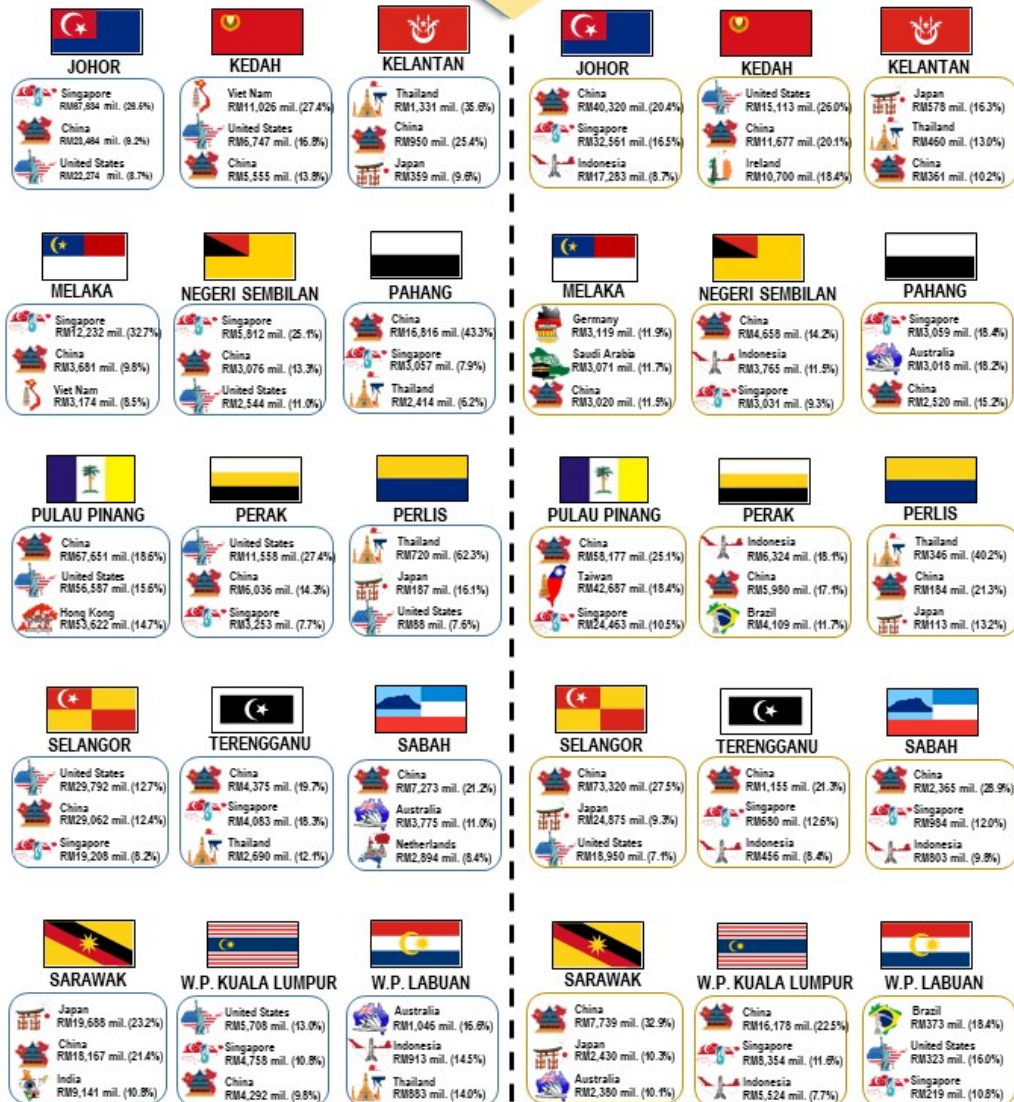 JOHOR
Singapore
RM67,834 mil. (26.6%)
China
RM23,464 mil. (9.2%)
United States
RM22,274 mil. (8.7%)
KEDAH
Viet Nam
RM11,026 mil. (27.4%)
United States
RM6,747 mil. (16.8%)
China
RM5,555 mil. (13.8%)
KELANTAN
Thailand
RM1,331 mil. (35.6%)
China
RM950 mil. (25.4%)
Japan
RM359 mil. (9.6%)
MELAKA
Singapore
RM12,232 mil. (32.7%)
China
RM3,681 mil. (9.8%)
Viet Nam
RM3,174 mil. (8.5%)
NEGERI SEMBILAN
Singapore
RM5,812 mil. (25.1%)
China
RM3,076 mil. (13.3%)
United States
RM2,544 mil. (11.0%)
PAHANG
China
RM16,816 mil. (43.3%)
Singapore
RM3,057 mil. (7.9%)
Thailand
RM2,414 mil. (6.2%)
PULAU PINANG
China
RM67,651 mil. (18.6%)
United States
RM56,587 mil. (15.6%)
Hong Kong
RM53,622 mil. (14.7%)
PERAK
United States
RM11,558 mil. (27.4%)
China
RM6,036 mil. (14.3%)
Singapore
RM3,253 mil. (7.7%)
PERLIS
Thailand
RM720 mil. (62.3%)
Japan
RM187 mil. (16.1%)
United States
RM88 mil. (7.6%)
SELANGOR
United States
RM29,792 mil. (12.7%)
China
RM29,062 mil. (12.4%)
Singapore
RM19,208 mil. (8.2%)
TERENGGANU
China
RM4,375 mil. (19.7%)
Singapore
RM4,083 mil. (18.3%)
Thailand
RM2,690 mil. (12.1%)
SABAH
China
RM7,273 mil. (21.2%)
Australia
RM3,775 mil. (11.0%)
Netherlands
RM2,894 mil. (8.4%)
SARAWAK
Japan
RM19,688 mil. (23.2%)
China
RM18,167 mil. (21.4%)
India
RM9,141 mil. (10.8%)
W.P. KUALA LUMPUR
United States
RM5,708 mil. (13.0%)
Singapore
RM4,758 mil. (10.8%)
China
RM4,292 mil. (9.8%)
W.P. LABUAN
Australia
RM1,046 mil. (16.6%)
Indonesia
RM913 mil. (14.5%)
Thailand
RM883 mil. (14.0%)
JOHOR
China
RM40,320 mil. (20.4%)
Singapore
RM32,561 mil. (16.5%)
Indonesia
RM17,283 mil. (8.7%)
KEDAH
United States
RM15,113 mil. (26.0%)
China
RM11,677 mil. (20.1%)
Ireland
RM10,700 mil. (18.4%)
KELANTAN
Japan
RM578 mil. (16.3%)
Thailand
RM460 mil. (13.0%)
China
RM361 mil. (10.2%)
MELAKA
Germany
RM3,119 mil. (11.9%)
Saudi Arabia
RM3,071 mil. (11.7%)
China
RM3,020 mil. (11.5%)
NEGERI SEMBILAN
China
RM4,658 mil. (14.2%)
Indonesia
RM3,765 mil. (11.5%)
Singapore
RM3,031 mil. (9.3%)
PAHANG
Singapore
RM3,059 mil. (18.4%)
Australia
RM3,018 mil. (18.2%)
China
RM2,520 mil. (15.2%)
PULAU PINANG
China
RM58,177 mil. (25.1%)
Taiwan
RM42,687 mil. (18.4%)
Singapore
RM24,463 mil. (10.5%)
PERAK
Indonesia
RM6,324 mil. (18.1%)
China
RM5,980 mil. (17.1%)
Brazil
RM4,109 mil. (11.7%)
PERLIS
Thailand
RM346 mil. (40.2%)
China
RM184 mil. (21.3%)
Japan
RM113 mil. (13.2%)
SELANGOR
China
RM73,320 mil. (27.5%)
Japan
RM24,875 mil. (9.3%)
United States
RM18,950 mil. (7.1%)
TERENGGANU
China
RM1,155 mil. (21.3%)
Singapore
RM680 mil. (12.6%)
Indonesia
RM456 mil. (8.4%)
SABAH
China
RM2,365 mil. (28.9%)
Singapore
RM984 mil. (12.0%)
Indonesia
RM803 mil. (9.8%)
SARAWAK
China
RM7,739 mil. (32.9%)
Japan
RM2,430 mil. (10.3%)
Australia
RM2,380 mil. (10.1%)
W.P. KUALA LUMPUR
China
RM16,178 mil. (22.5%)
Singapore
RM8,354 mil. (11.6%)
Indonesia
RM5,524 mil. (7.7%)
W.P. LABUAN
Brazil
RM373 mil. (18.4%)
United States
RM323 mil. (16.0%)
Singapore
RM219 mil. (10.8%)